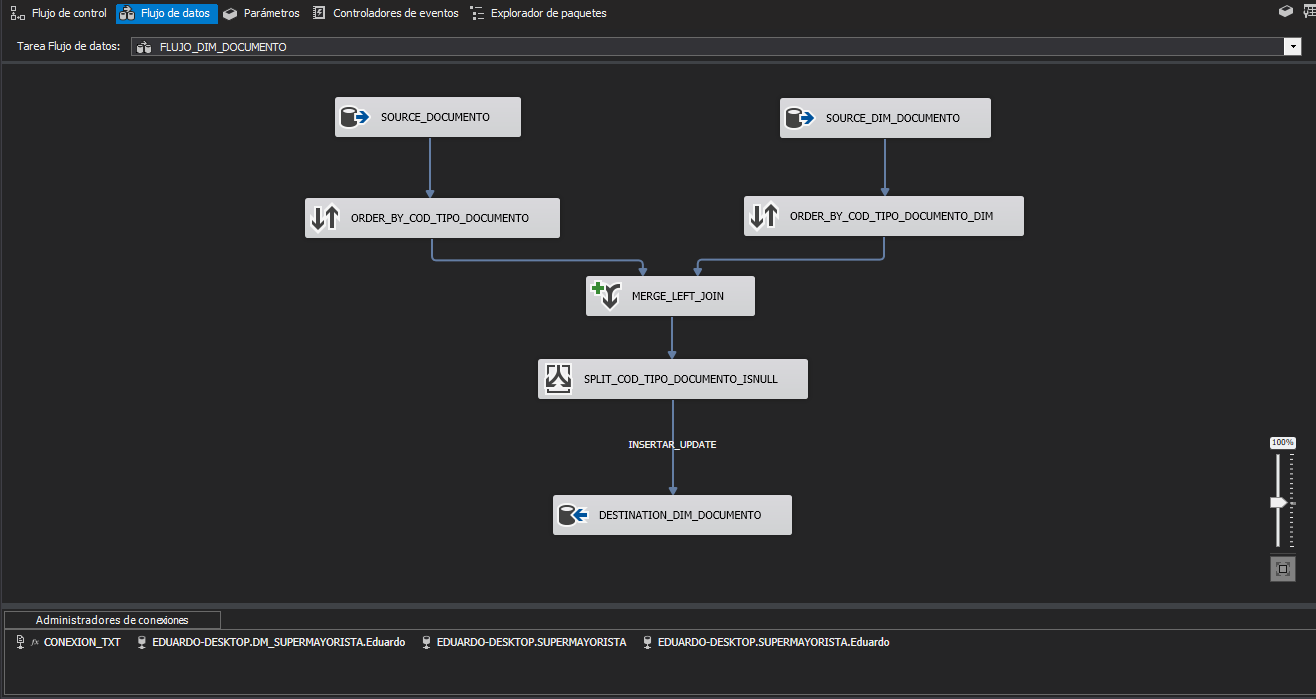 Flujo de control
Flujo de datos
Parámetros
Controladores de eventos
Explorador de paquetes
Tarea Flujo de datos:
FLUJO_DIM_DOCUMENTO
SOURCE_DOCUMENTO
SOURCE_DIM_DOCUMENTO
ORDER_BY_COD_TIPO_DOCUMENTO
ORDER_BY_COD_TIPO_DOCUMENTO_DIM
MERGE_LEFT_JOIN
SPLIT_COD_TIPO_DOCUMENTO_ISNULL
INSERTAR_UPDATE
DESTINATION_DIM_DOCUMENTO
100%
Administradores de conexiones
fx CONEXION_TXT
EDUARDO-DESKTOP.DM_SUPERMAYORISTA.Eduardo
EDUARDO-DESKTOP.SUPERMAYORISTA
EDUARDO-DESKTOP.SUPERMAYORISTA.Eduardo